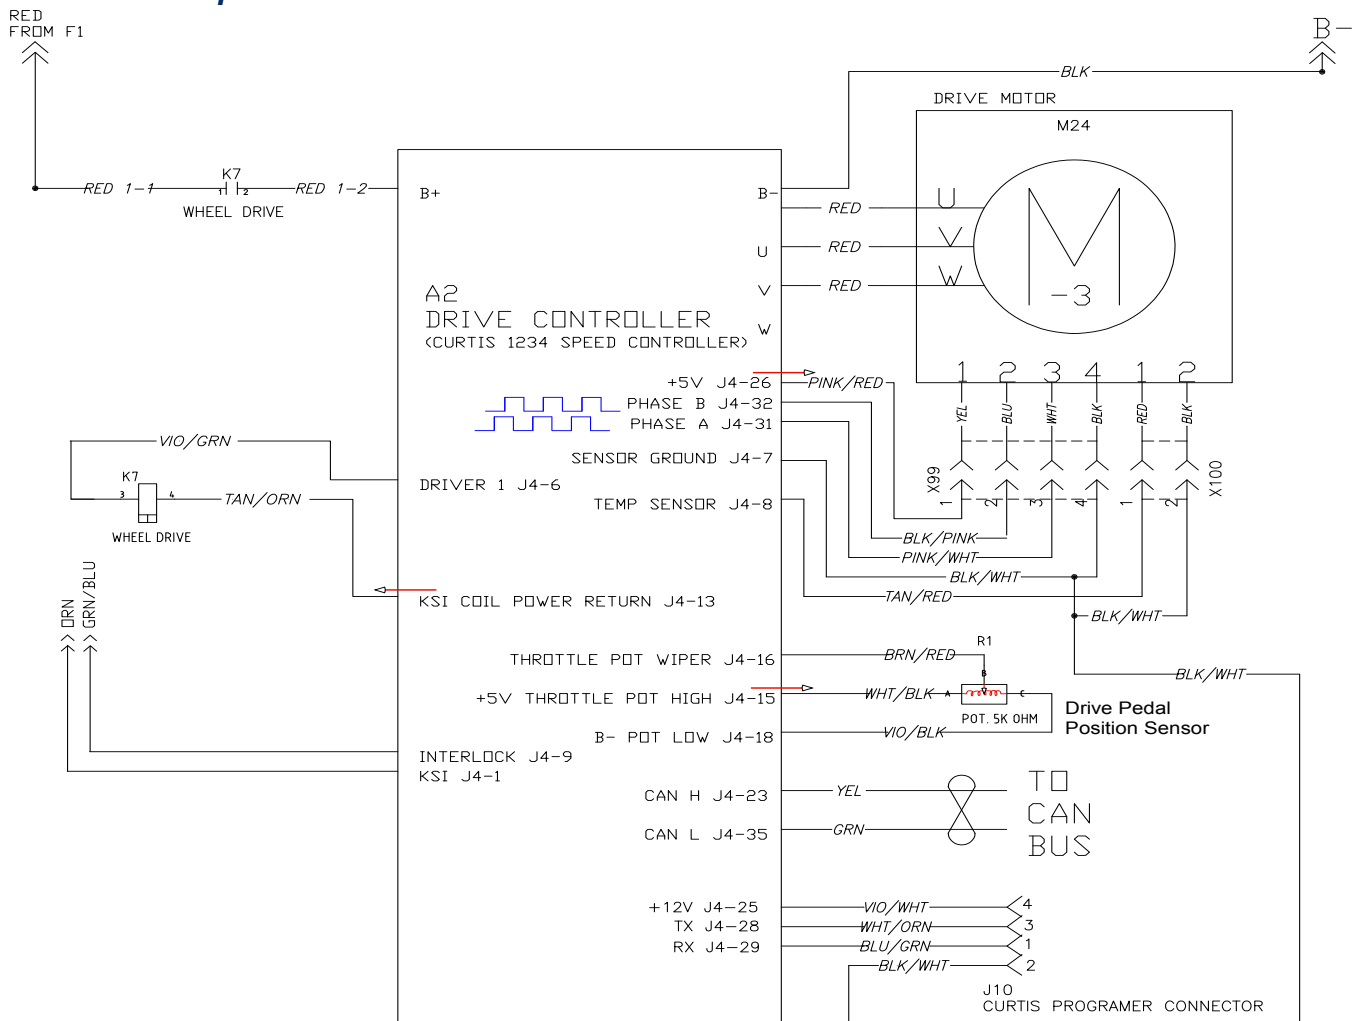 RED
FROM F1
B-
BLK
DRIVE MOTOR
M24
K7
RED 1-1
1
2
RED 1-2
WHEEL DRIVE
B+
B-
RED
U
U
RED
V
V
RED
W
W
M
-3
A2
DRIVE CONTROLLER
(CURTIS 1234 SPEED CONTROLLER)
+5V J4-26
PINK/RED
1 2 3 4 1 2
PHASE B J4-32
PHASE A J4-31
YEL BLU WHT BLK RED BLK
VIO/GRN
SENSOR GROUND J4-7
K7
DRIVER 1 J4-6
X99
X100
3
4
TAN/ORN
TEMP SENSOR J4-8
1 2 3 4 1 2
WHEEL DRIVE
BLK/PINK
PINK/WHT
BLK/WHT
ORN
GRN/BLU
KSI COIL POWER RETURN J4-13
TAN/RED
BLK/WHT
R1
THROTTLE POT WIPER J4-16
BRN/RED
B
BLK/WHT
+5V THROTTLE POT HIGH J4-15
WHT/BLK
A
C
POT. 5K OHM
Drive Pedal
Position Sensor
B- POT LOW J4-18
VIO/BLK
INTERLOCK J4-9
KSI J4-1
CAN H J4-23
YEL
TO
CAN
BUS
CAN L J4-35
GRN
+12V J4-25
VIO/WHT
4
TX J4-28
WHT/ORN
3
RX J4-29
BLU/GRN
1
BLK/WHT
2
J10
CURTIS PROGRAMER CONNECTOR